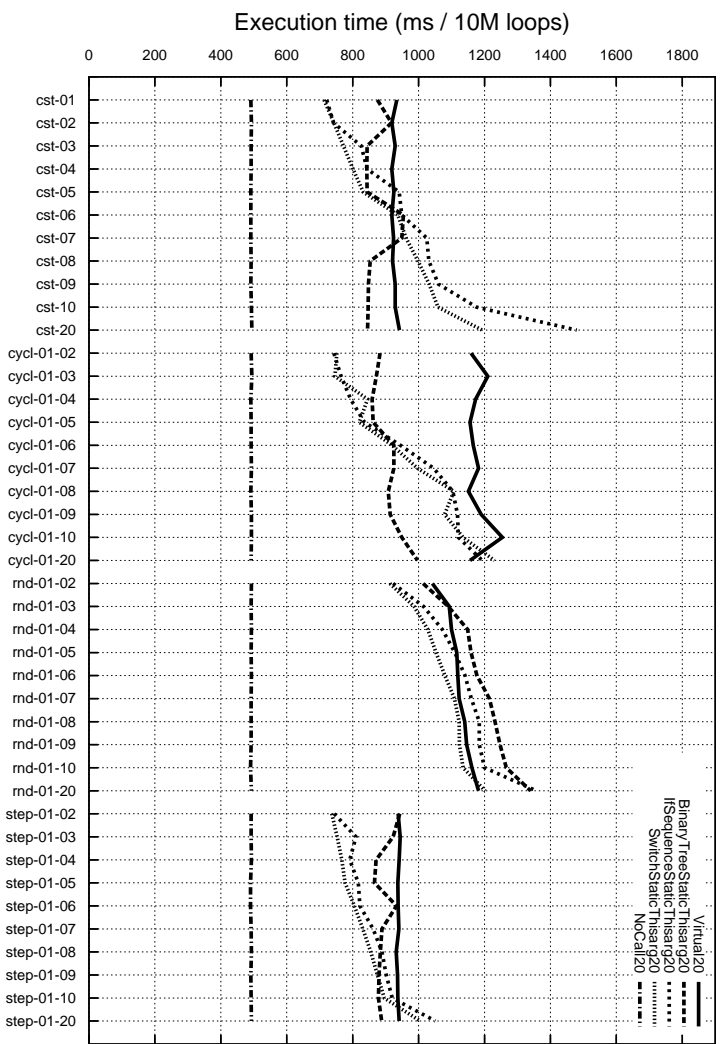 Execution time (ms / 10M loops)
0 200 400 600 800 1000 1200 1400 1600 1800
cst-01
cst-02
cst-03
cst-04
cst-05
cst-06
cst-07
cst-08
cst-09
cst-10
cst-20
cycl-01-02
cycl-01-03
cycl-01-04
cycl-01-05
cycl-01-06
cycl-01-07
cycl-01-08
cycl-01-09
cycl-01-10
cycl-01-20
rnd-01-02
rnd-01-03
rnd-01-04
rnd-01-05
rnd-01-06
rnd-01-07
rnd-01-08
rnd-01-09
rnd-01-10
rnd-01-20
step-01-02
step-01-03
step-01-04
step-01-05
step-01-06
step-01-07
step-01-08
step-01-09
step-01-10
step-01-20
Virtual20
BinaryTreeStaticThisarg20
IfSequenceStaticThisarg20
SwitchStaticThisarg20
NoCall20